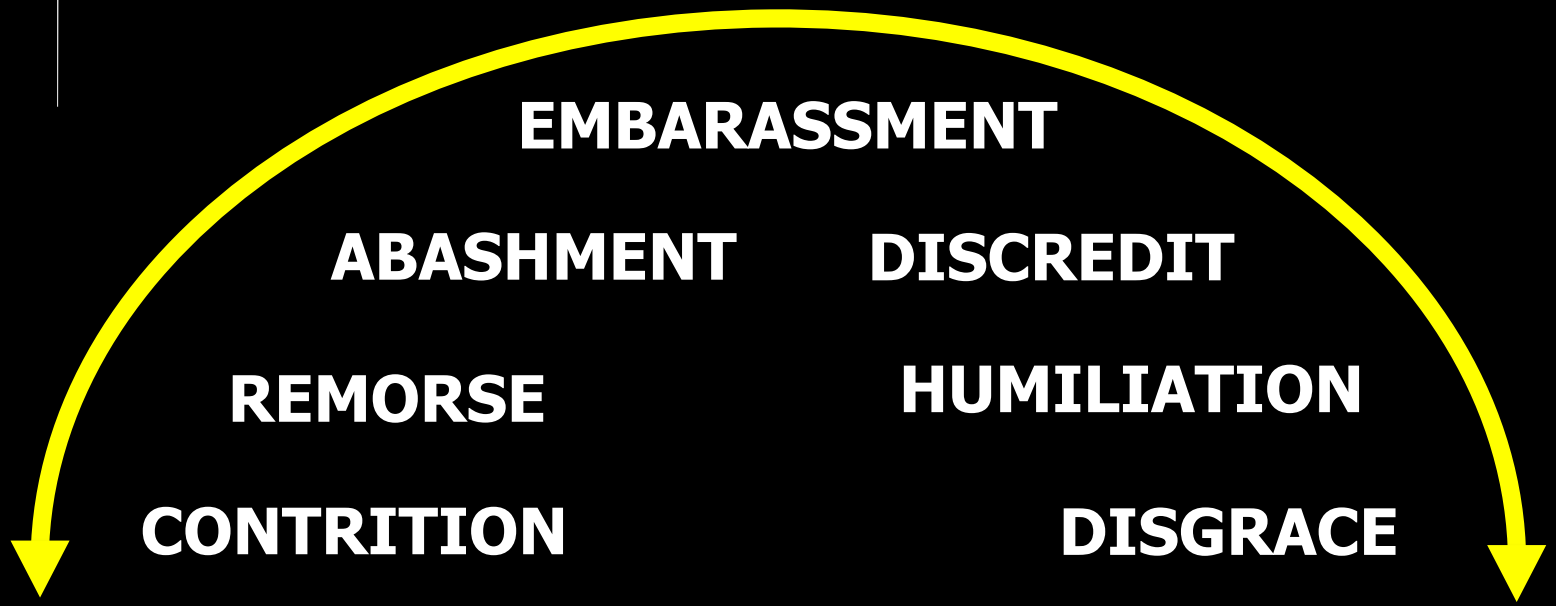 EMBARASSMENT
ABASHMENT DISCREDIT
REMORSE HUMILIATION
CONTRITION DISGRACE